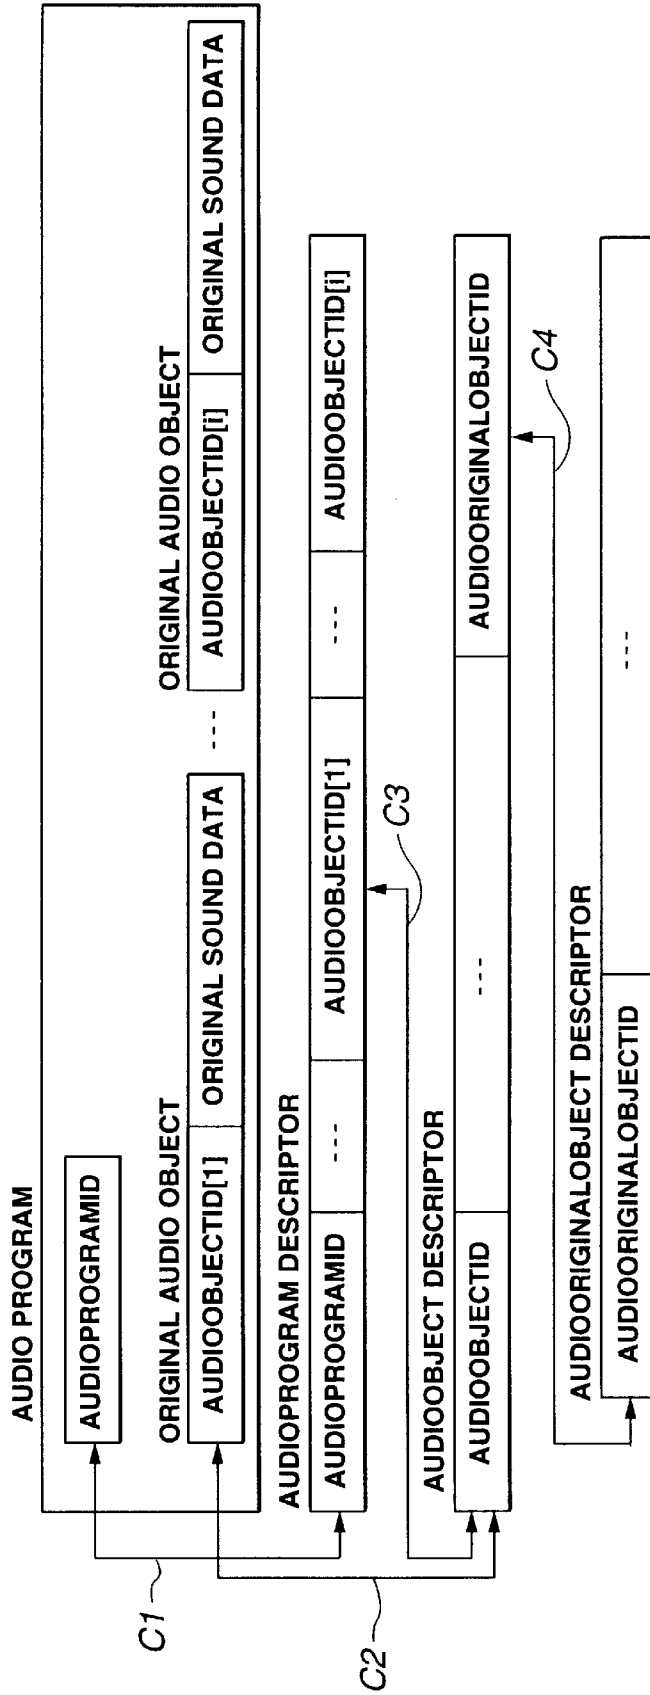 AUDIO PROGRAM
AUDIOPROGRAMID
ORIGINAL AUDIO OBJECT
ORIGINAL AUDIO OBJECT
AUDIOOBJECTID[1]
ORIGINAL SOUND DATA
---
AUDIOOBJECTID[i]
ORIGINAL SOUND DATA
C1
AUDIOPROGRAM DESCRIPTOR
AUDIOPROGRAMID
---
AUDIOOBJECTID[1]
---
AUDIOOBJECTID[i]
C2
C3
AUDIOOBJECT DESCRIPTOR
AUDIOOBJECTID
---
AUDIOORIGINALOBJECTID
C4
AUDIOORIGINALOBJECT DESCRIPTOR
AUDIOORIGINALOBJECTID
---